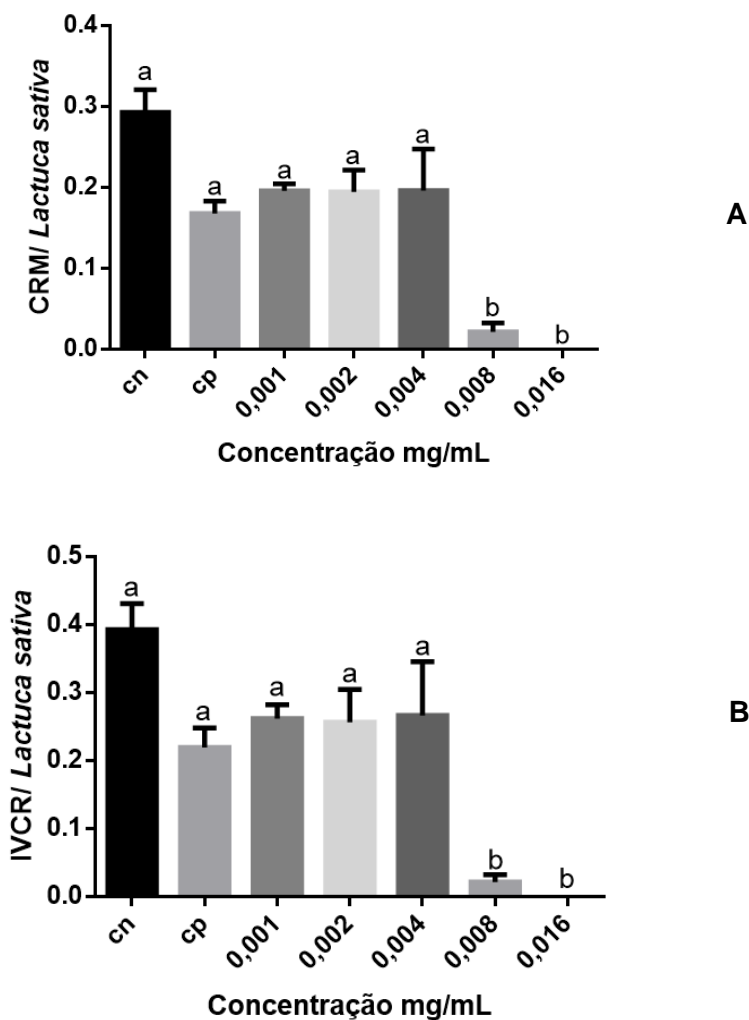 CRM/ Lactuca sativa
0.4
0.3
0.2
0.1
0.0
a
a
a
a
a
b
b
cn
cp
0,001
0,002
0,004
0,008
0,016
Concentração mg/mL
A
IVCR/ Lactuca sativa
0.5
0.4
0.3
0.2
0.1
0.0
a
a
a
a
a
b
b
cn
cp
0,001
0,002
0,004
0,008
0,016
Concentração mg/mL
B